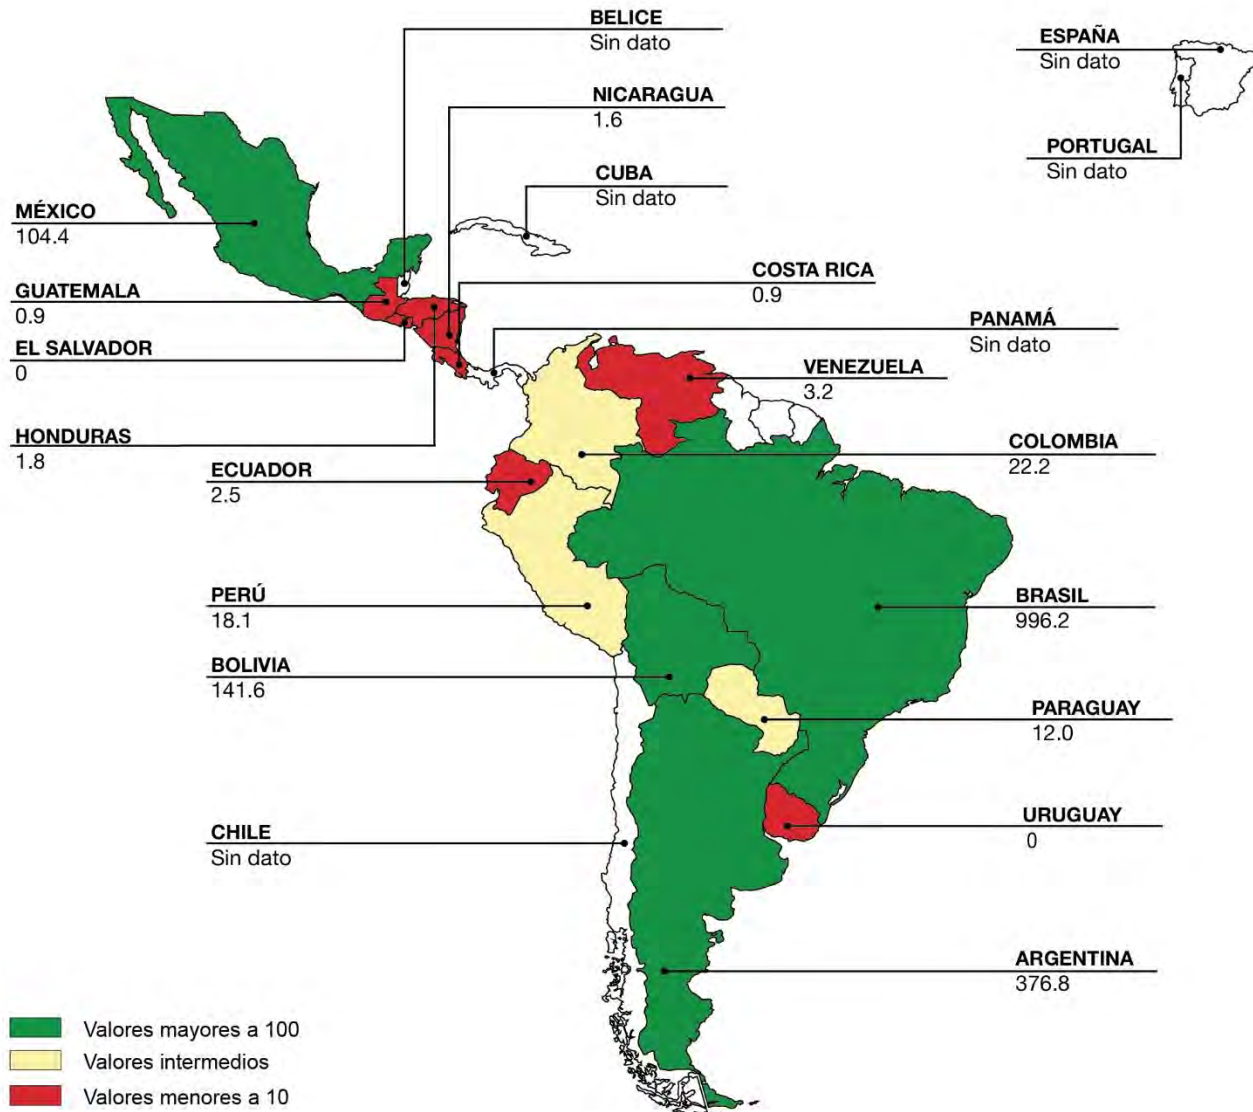 BELICE
Sin dato
ESPAÑA
Sin dato
NICARAGUA
1.6
PORTUGAL
Sin dato
CUBA
Sin dato
MÉXICO
104.4
COSTA RICA
0.9
GUATEMALA
0.9
PANAMÁ
Sin dato
EL SALVADOR
0
VENEZUELA
3.2
HONDURAS
1.8
COLOMBIA
22.2
ECUADOR
2.5
PERÚ
18.1
BRASIL
996.2
BOLIVIA
141.6
PARAGUAY
12.0
CHILE
Sin dato
URUGUAY
0
ARGENTINA
376.8
Valores mayores a 100
Valores intermedios
Valores menores a 10